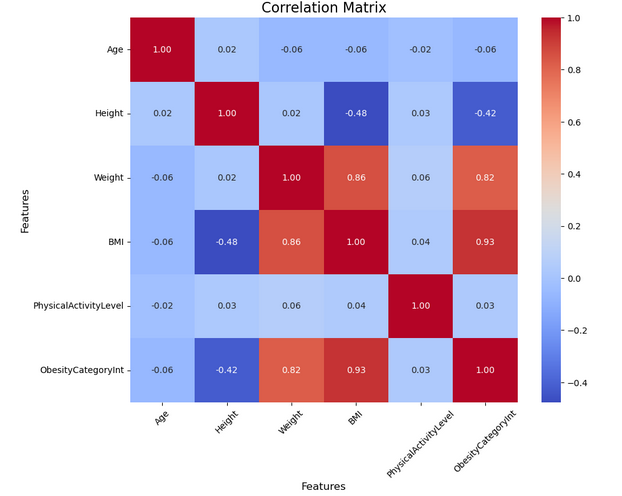 Correlation Matrix
Age 1.00 0.02 -0.06 -0.06 -0.02 -0.06
Height 0.02 1.00 0.02 -0.48 0.03 -0.42
Weight -0.06 0.02 1.00 0.86 0.06 0.82
BMI -0.06 -0.48 0.86 1.00 0.04 0.93
PhysicalActivityLevel -0.02 0.03 0.06 0.04 1.00 0.03
ObesityCategoryInt -0.06 -0.42 0.82 0.93 0.03 1.00
Age Height Weight BMI PhysicalActivityLevel ObesityCategoryInt
Features
Features
1.0
0.8
0.6
0.4
0.2
0.0
−0.2
−0.4